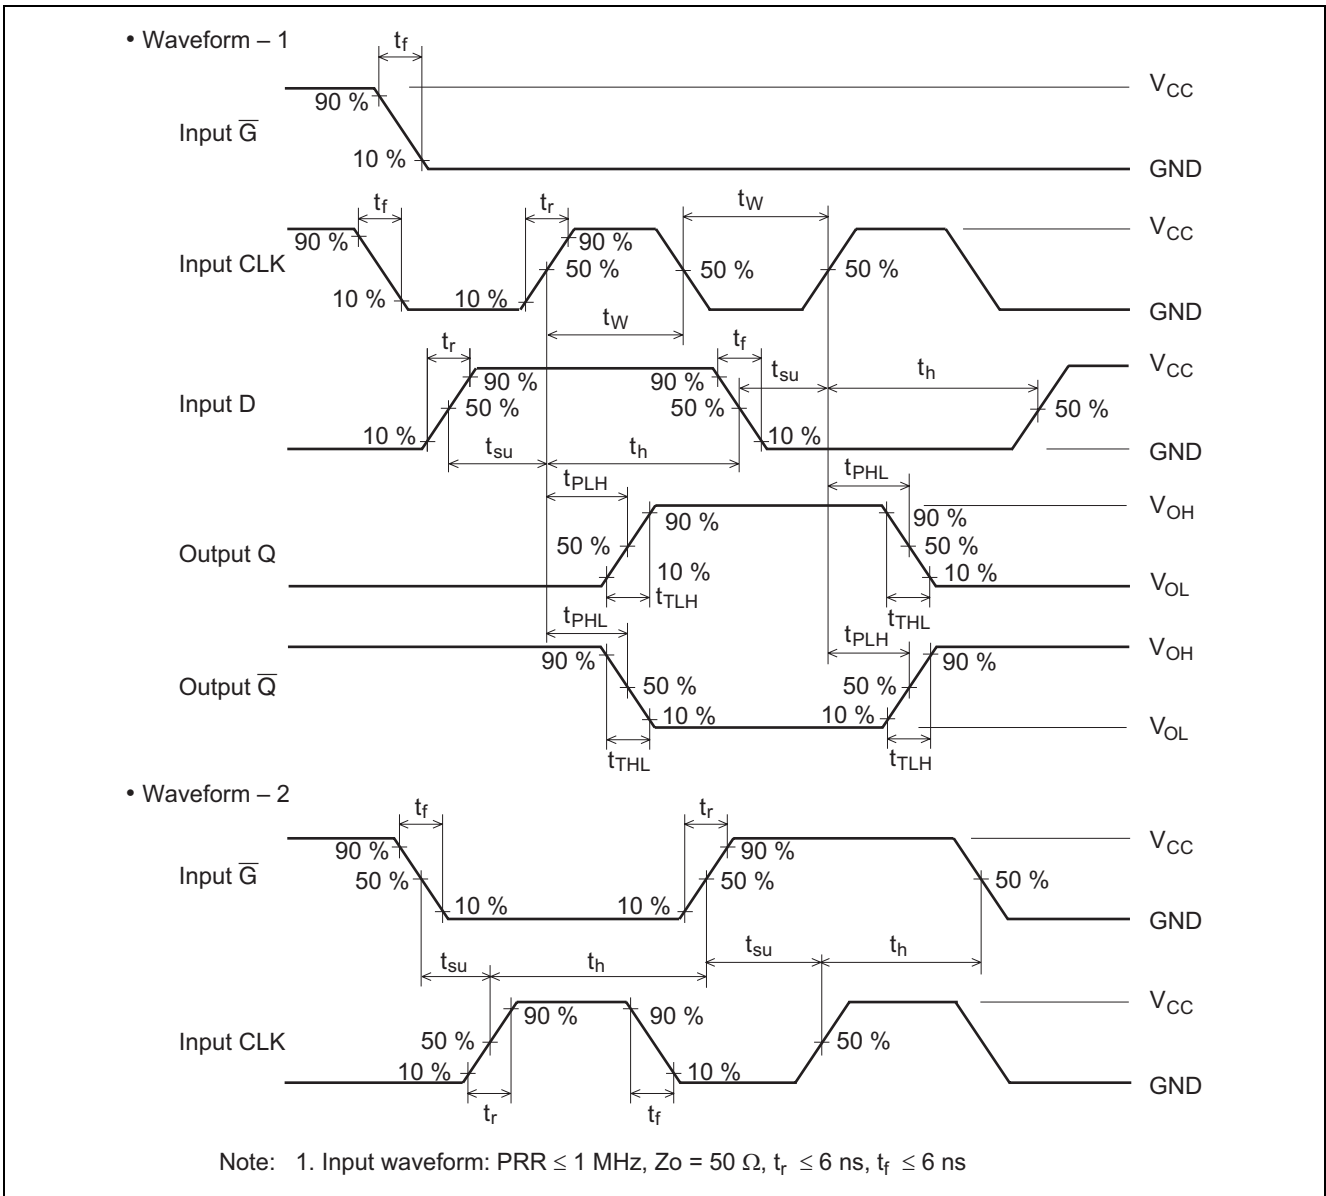 • Waveform – 1
tf
VCC
90 %
Input G̅
10 %
GND
tf
tr
tW
VCC
90 %
90 %
Input CLK
50 %
50 %
50 %
10 %
10 %
GND
tW
tr
tf
VCC
tsu
th
90 %
90 %
Input D
50 %
50 %
50 %
10 %
10 %
GND
tsu
th
tPLH
tPHL
VOH
90 %
90 %
Output Q
50 %
50 %
10 %
10 %
VOL
tTLH
tTHL
tPHL
tPLH
VOH
90 %
90 %
Output Q̅
50 %
50 %
10 %
10 %
VOL
tTHL
tTLH
• Waveform – 2
tf
tr
VCC
90 %
90 %
Input G̅
50 %
50 %
50 %
10 %
10 %
GND
tsu
th
tsu
th
VCC
90 %
90 %
Input CLK
50 %
50 %
10 %
10 %
GND
tr
tf
Note: 1. Input waveform: PRR ≤ 1 MHz, Zo = 50 Ω, tr ≤ 6 ns, tf ≤ 6 ns